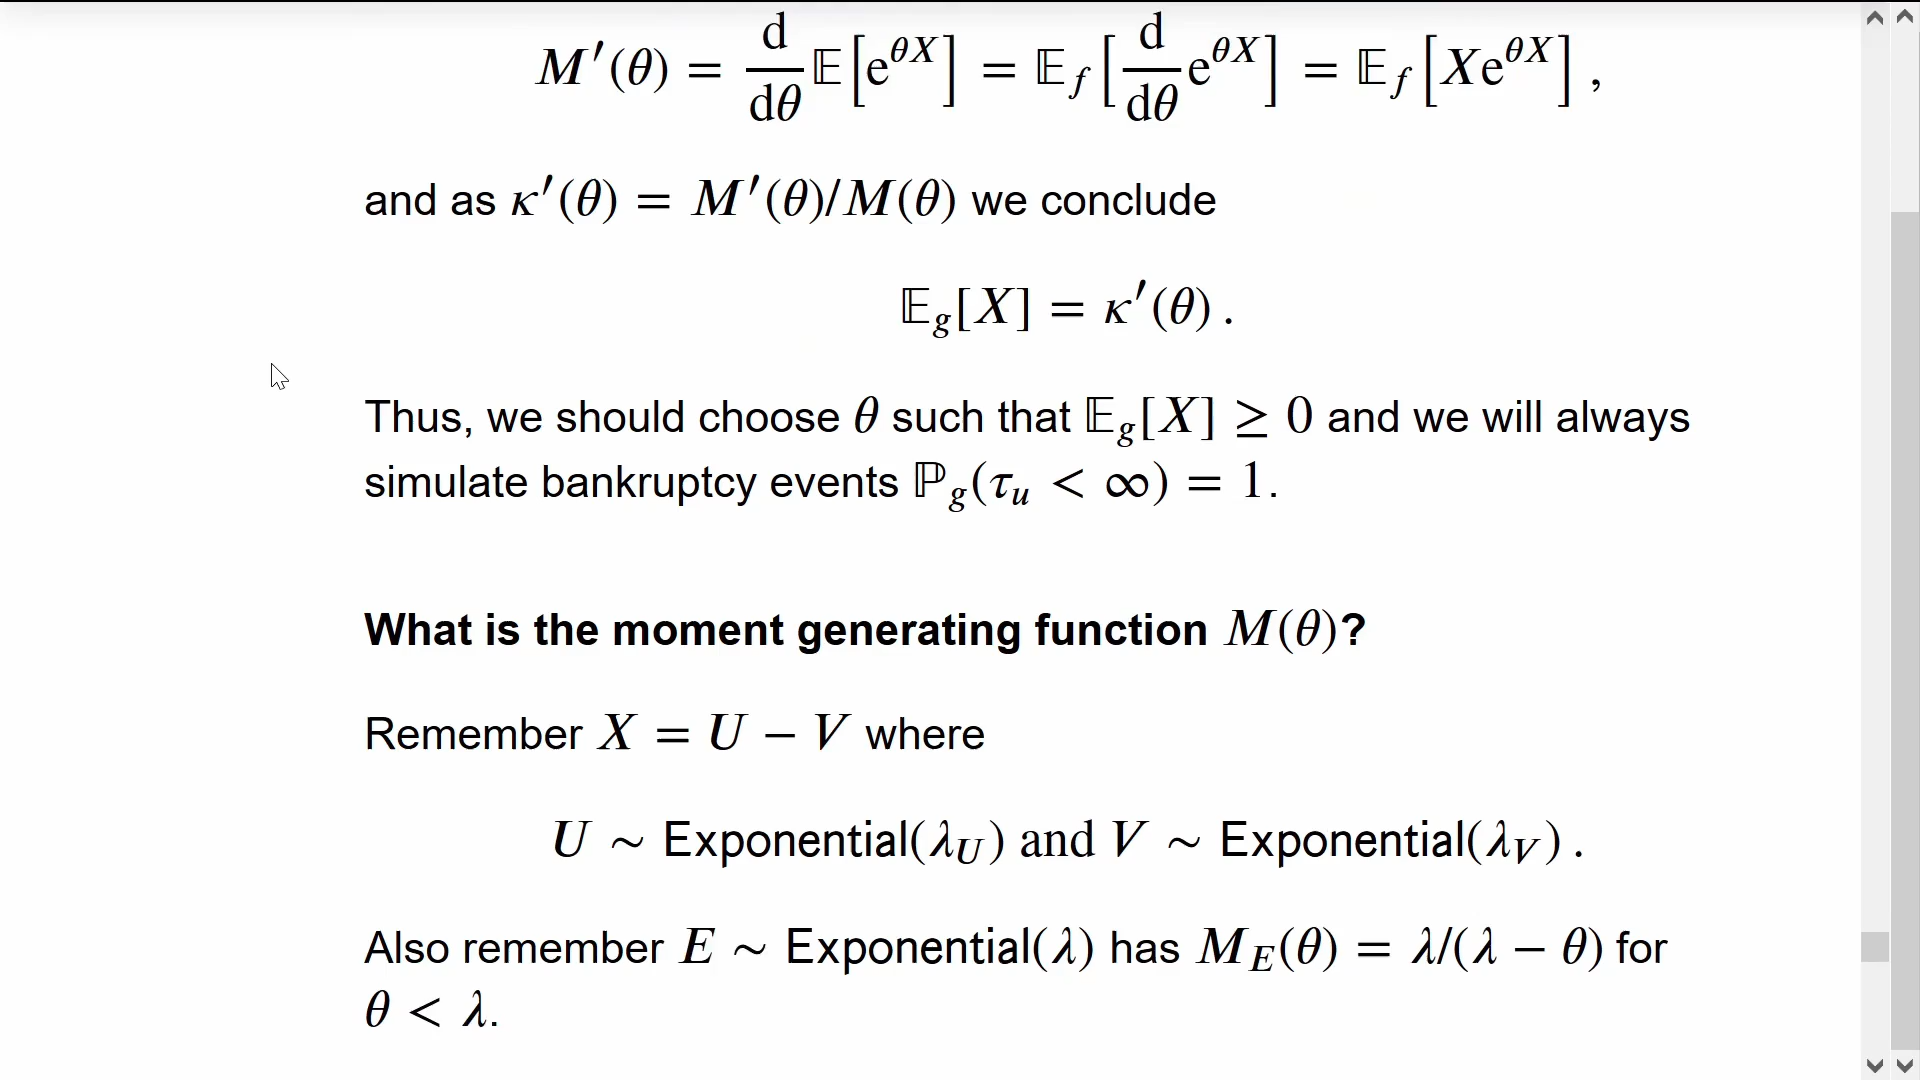 M′(θ) = d/dθ 𝔼[e^{θX}] = 𝔼_f[d/dθ e^{θX}] = 𝔼_f[Xe^{θX}] ,
and as κ′(θ) = M′(θ)/M(θ) we conclude
𝔼_g[X] = κ′(θ) .
Thus, we should choose θ such that 𝔼_g[X] ≥ 0 and we will always
simulate bankruptcy events ℙ_g(τ_u < ∞) = 1.
What is the moment generating function M(θ)?
Remember X = U − V where
U ∼ Exponential(λ_U) and V ∼ Exponential(λ_V) .
Also remember E ∼ Exponential(λ) has M_E(θ) = λ/(λ − θ) for
θ < λ.